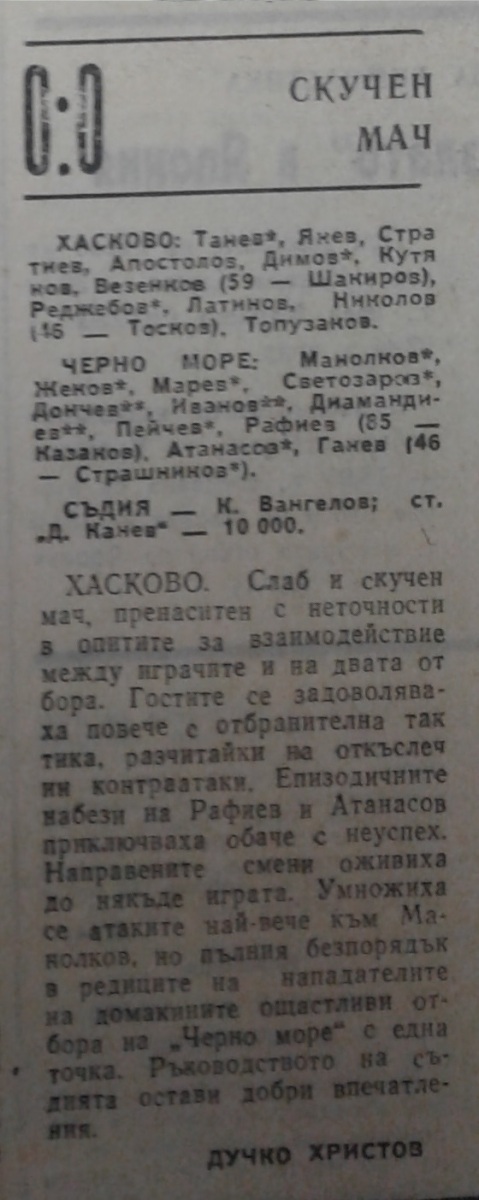 0:0
СКУЧЕН
МАЧ
ХАСКОВО: Танев*, Янев, Стра
тиев, Апостолов, Димов*, Кутя
нов, Везенков (59 — Шакиров),
Реджебов*, Латинов, Николов
(46 — Тосков), Топузаков.
ЧЕРНО МОРЕ: Манолков*,
Жеков*, Марев*, Светозаров*,
Дончев**, Иванов**, Диаманди-
ев**, Пейчев*, Рафиев (85 —
Казаков), Атанасов*, Ганев (46
— Страшников*).
СЪДИЯ — К. Вангелов; ст.
„Д. Канев“ — 10 000.
ХАСКОВО. Слаб и скучен
мач, пренаситен с неточности
в опитите за взаимодействие
между играчите и на двата от
бора. Гостите се задоволява-
ха повече с отбранителна так
тика, разчитайки на откъслеч
ни контраатаки. Епизодичните
набези на Рафиев и Атанасов
приключваха обаче с неуспех.
Направените смени оживиха
до някъде играта. Умножиха
се атаките най-вече към Ма-
нолков, но пълния безпорядък
в редиците на нападателите
на домакините ощастливи от-
бора на „Черно море“ с една
точка. Ръководството на съ-
дията остави добри впечатле-
ния.
ДУЧКО ХРИСТОВ